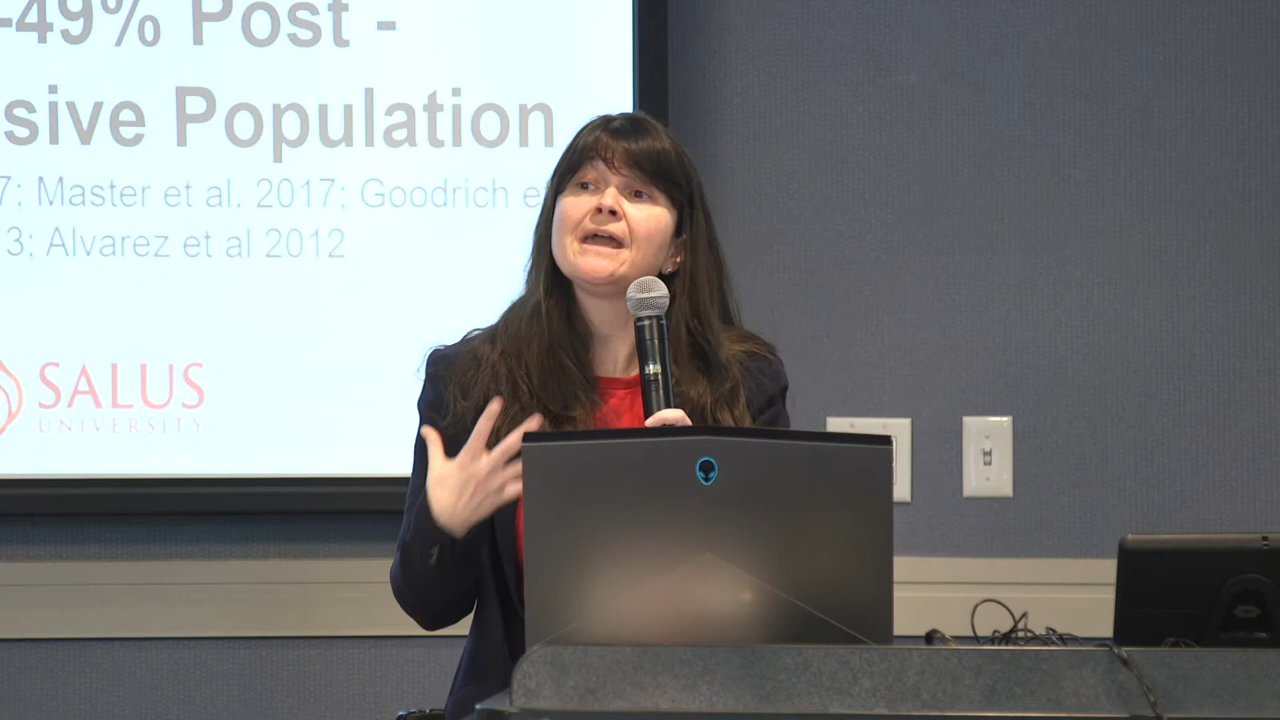 -49% Post -
sive Population
7; Master et al. 2017; Goodrich e
3; Alvarez et al 2012
SALUS
UNIVERSITY